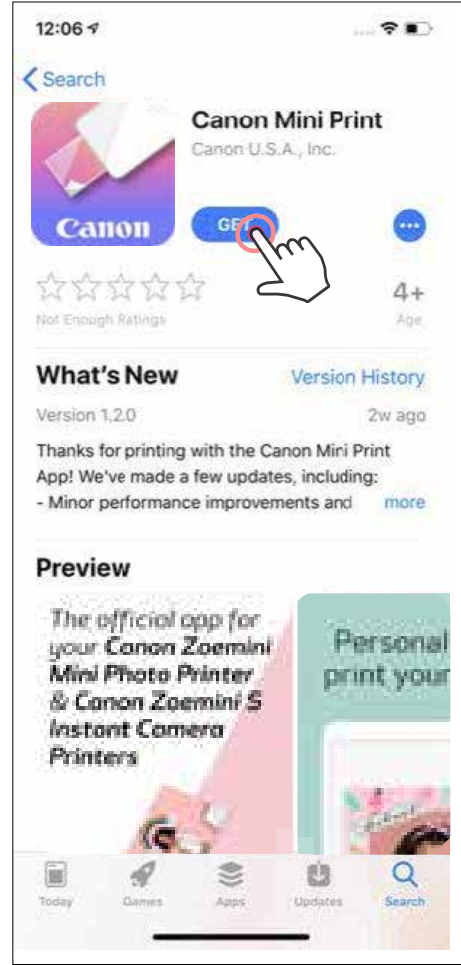 12:06
Search
Canon Mini Print
Canon U.S.A., Inc.
Canon
GET
4+
Not Enough Ratings
Age
What's New
Version History
Version 1.2.0
2w ago
Thanks for printing with the Canon Mini Print
App! We've made a few updates, including:
- Minor performance improvements and more
Preview
The official app for
your Canon Zoemini
Mini Photo Printer
& Canon Zoemini S
Instant Camera
Printers
Personal
print your
Today
Games
Apps
Updates
Search